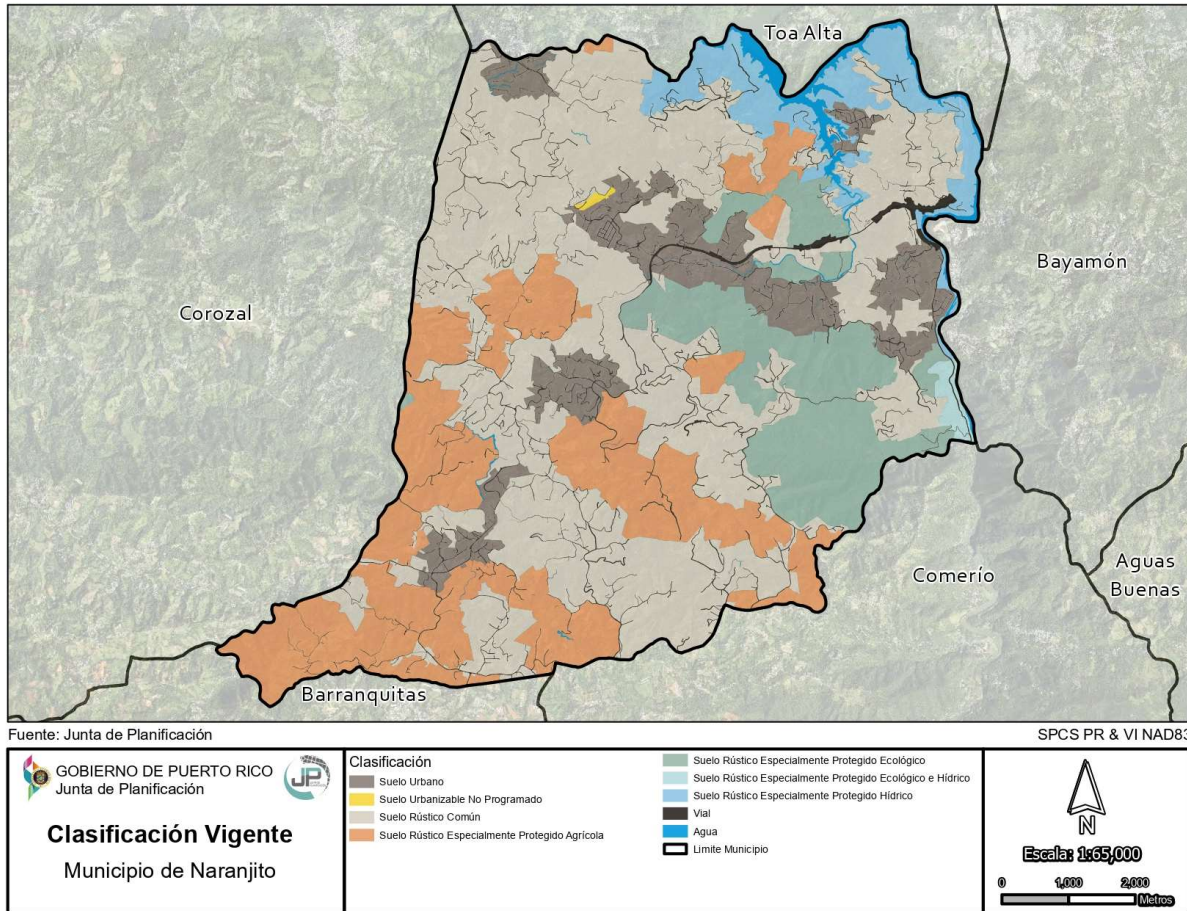 Toa Alta
Bayamón
Corozal
Comerío
Aguas
Buenas
Barranquitas
Fuente: Junta de Planificación
SPCS PR & VI NAD83
GOBIERNO DE PUERTO RICO
Junta de Planificación
JP
Clasificación Vigente
Municipio de Naranjito
Clasificación
Suelo Urbano
Suelo Urbanizable No Programado
Suelo Rústico Común
Suelo Rústico Especialmente Protegido Agrícola
Suelo Rústico Especialmente Protegido Ecológico
Suelo Rústico Especialmente Protegido Ecológico e Hídrico
Suelo Rústico Especialmente Protegido Hídrico
Vial
Agua
Limite Municipio
N
Escala: 1:65,000
0 1,000 2,000
Metros